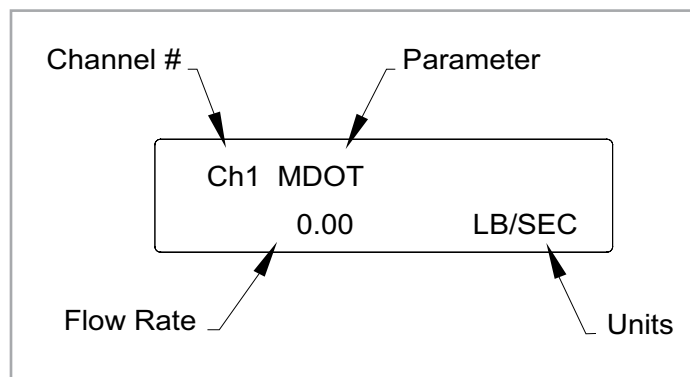 Channel # Parameter
Ch1 MDOT
0.00 LB/SEC
Flow Rate Units